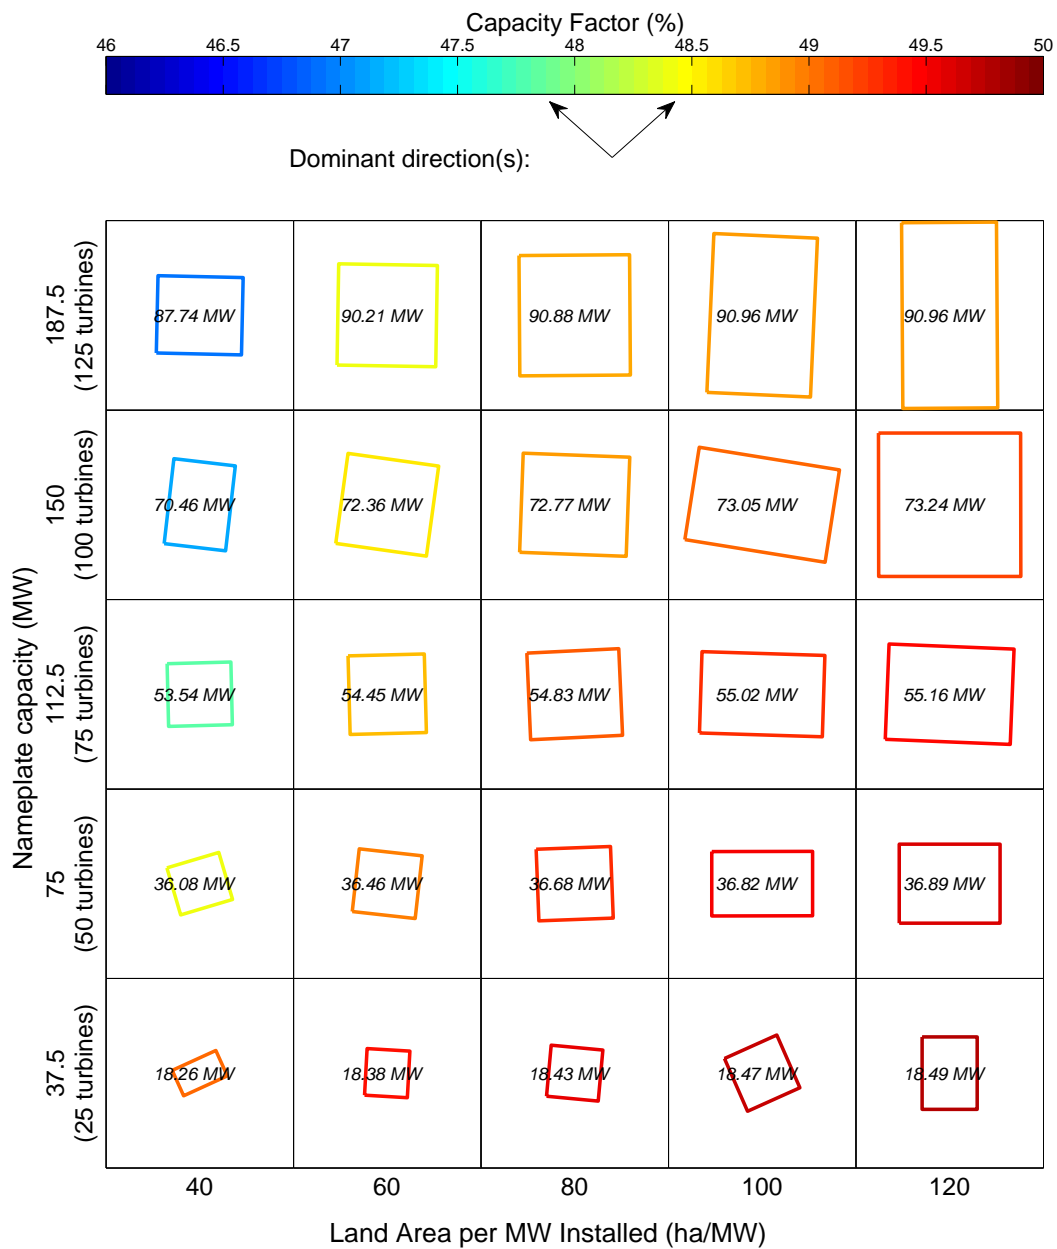 Capacity Factor (%)
46 46.5 47 47.5 48 48.5 49 49.5 50
Dominant direction(s):
187.5
(125 turbines)
87.74 MW 90.21 MW 90.88 MW 90.96 MW 90.96 MW
150
(100 turbines)
70.46 MW 72.36 MW 72.77 MW 73.05 MW 73.24 MW
Nameplate capacity (MW)
112.5
(75 turbines)
53.54 MW 54.45 MW 54.83 MW 55.02 MW 55.16 MW
75
(50 turbines)
36.08 MW 36.46 MW 36.68 MW 36.82 MW 36.89 MW
37.5
(25 turbines)
18.26 MW 18.38 MW 18.43 MW 18.47 MW 18.49 MW
40 60 80 100 120
Land Area per MW Installed (ha/MW)